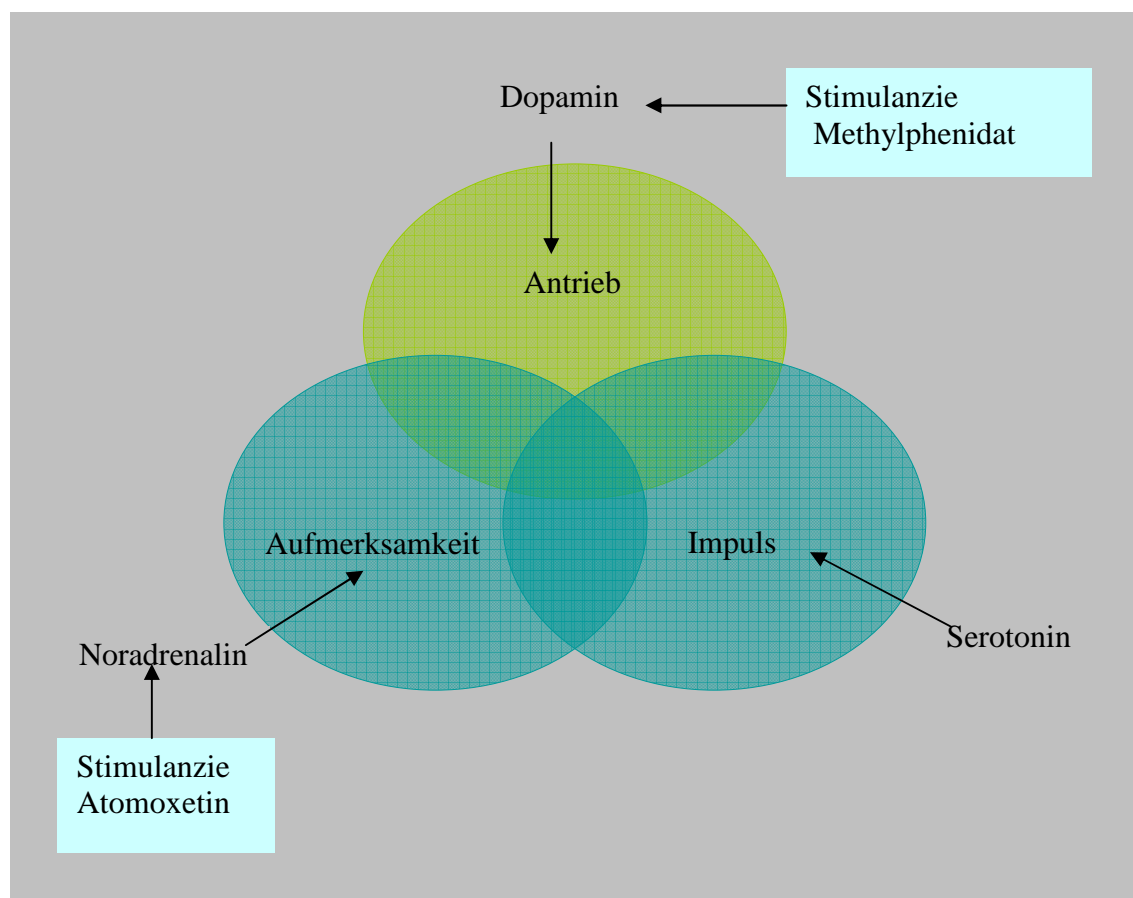 Dopamin
Stimulanzie
Methylphenidat
Antrieb
Aufmerksamkeit
Impuls
Noradrenalin
Serotonin
Stimulanzie
Atomoxetin